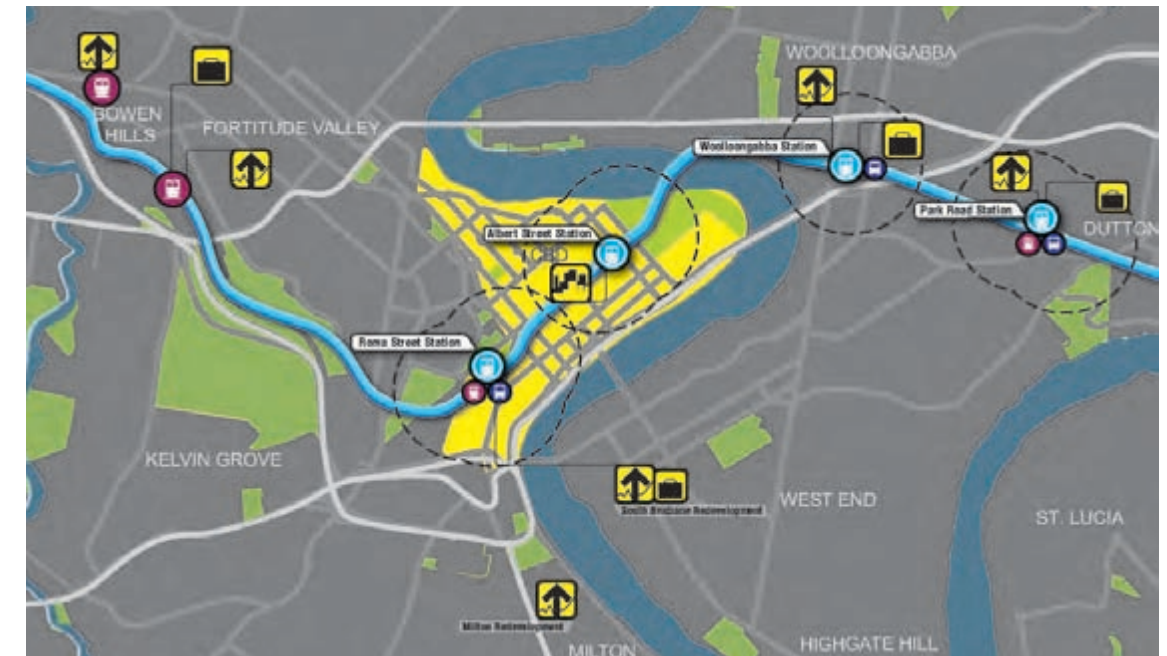 WOOLLOONGABBA
BOWEN
HILLS
FORTITUDE VALLEY
Woolloongabba Station
Park Road Station
DUTTON
Albert Street Station
CBD
Roma Street Station
KELVIN GROVE
WEST END
South Brisbane Redevelopment
ST. LUCIA
Milton Redevelopment
MILTON
HIGHGATE HILL